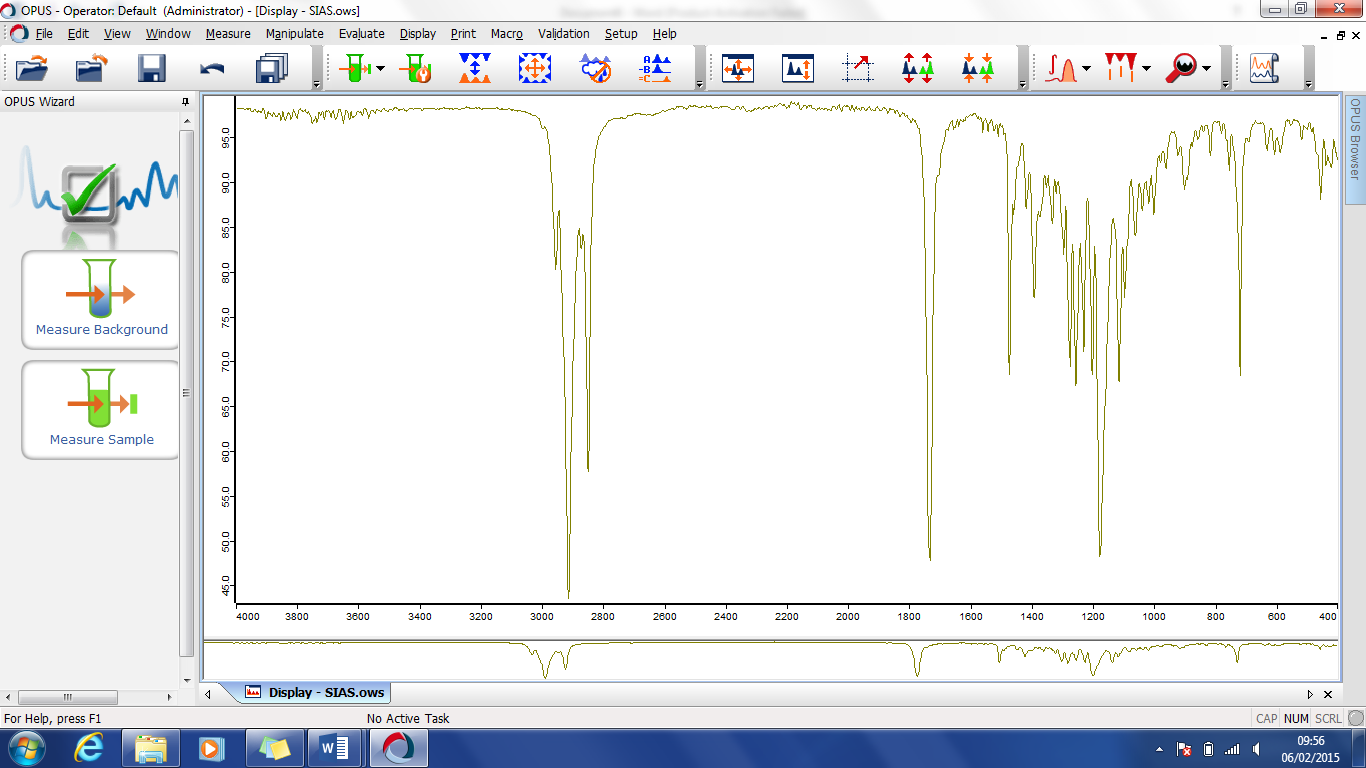 OPUS - Operator: Default (Administrator) - [Display - SIAS.ows]
File Edit View Window Measure Manipulate Evaluate Display Print Macro Validation Setup Help
A
B
C
OPUS Wizard
OPUS Browser
Measure Background
Measure Sample
95.0
90.0
85.0
80.0
75.0
70.0
65.0
60.0
55.0
50.0
45.0
4000 3800 3600 3400 3200 3000 2800 2600 2400 2200 2000 1800 1600 1400 1200 1000 800 600 400
Display - SIAS.ows
For Help, press F1 No Active Task CAP NUM SCRL
W
09:56
06/02/2015